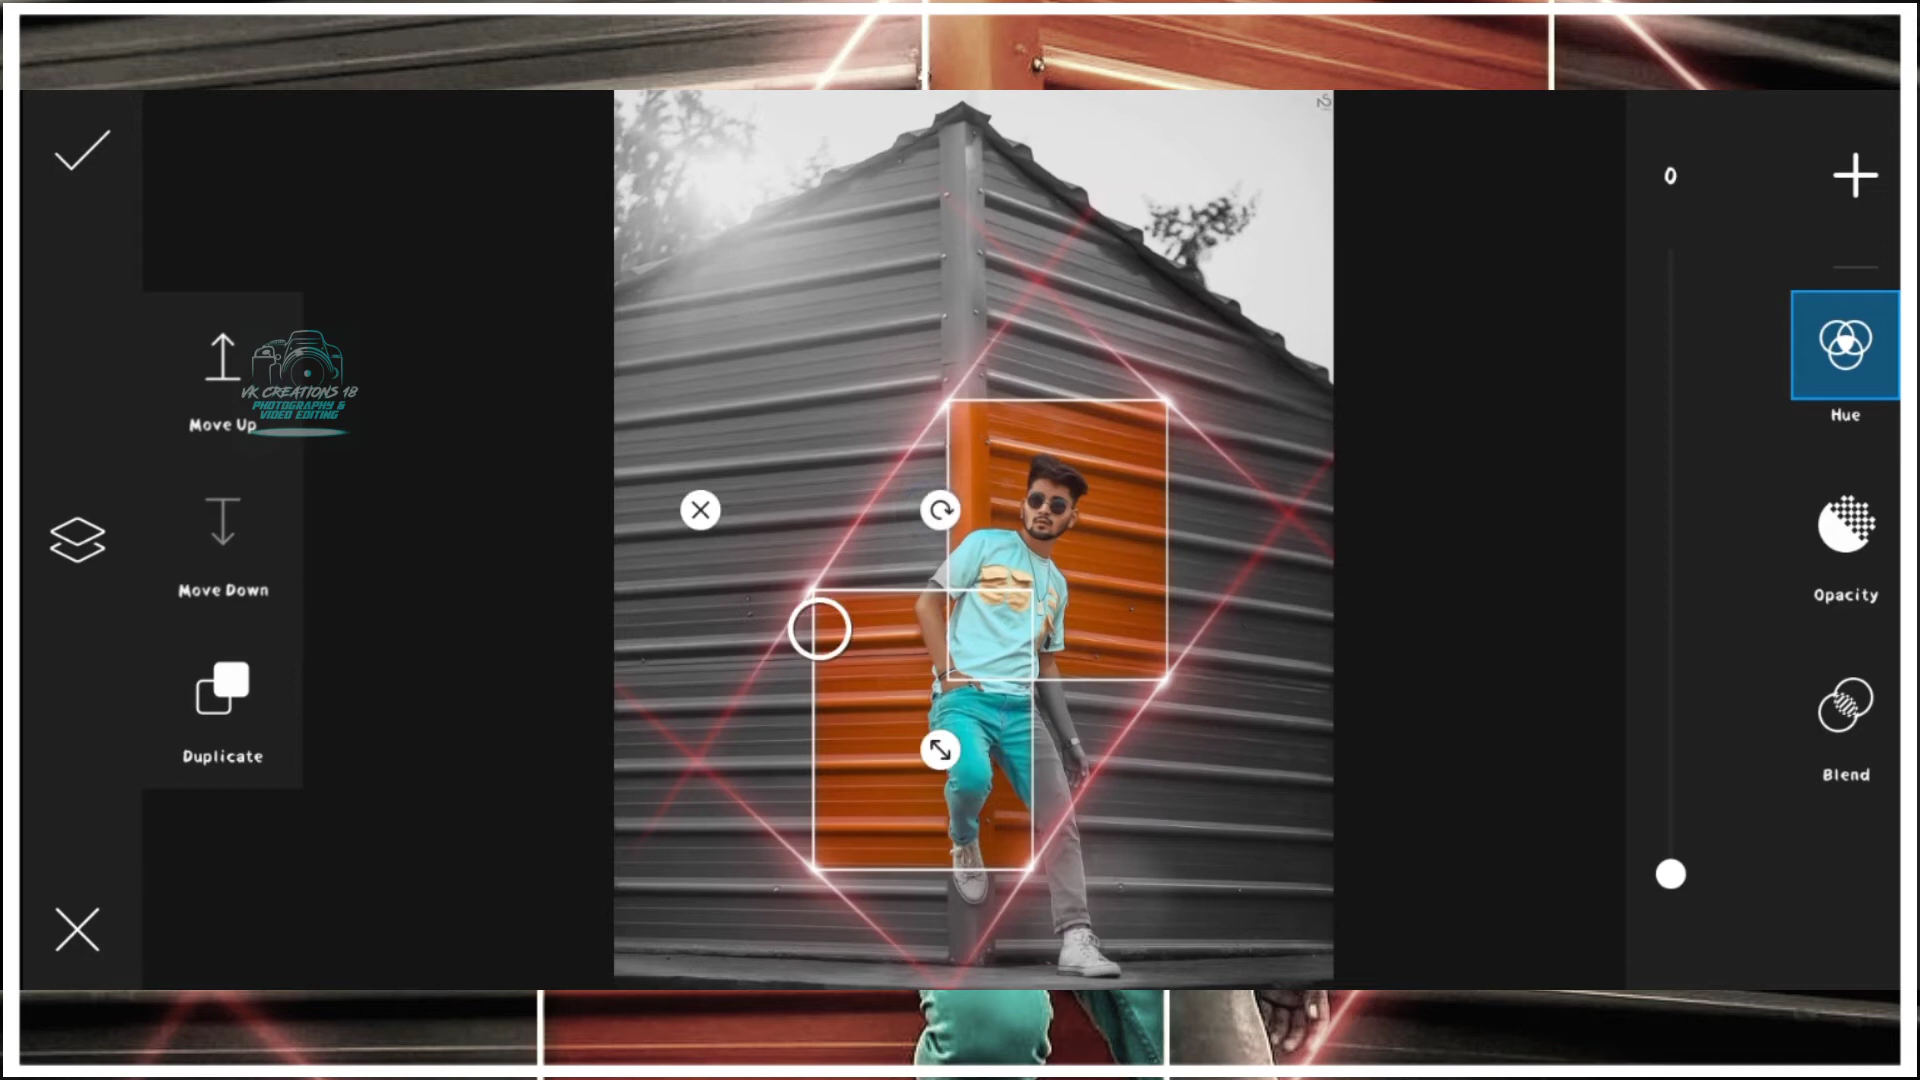 0
Move Up
VK CREATIONS 18
PHOTOGRAPHY &
VIDEO EDITING
Hue
Move Down
Opacity
Duplicate
Blend